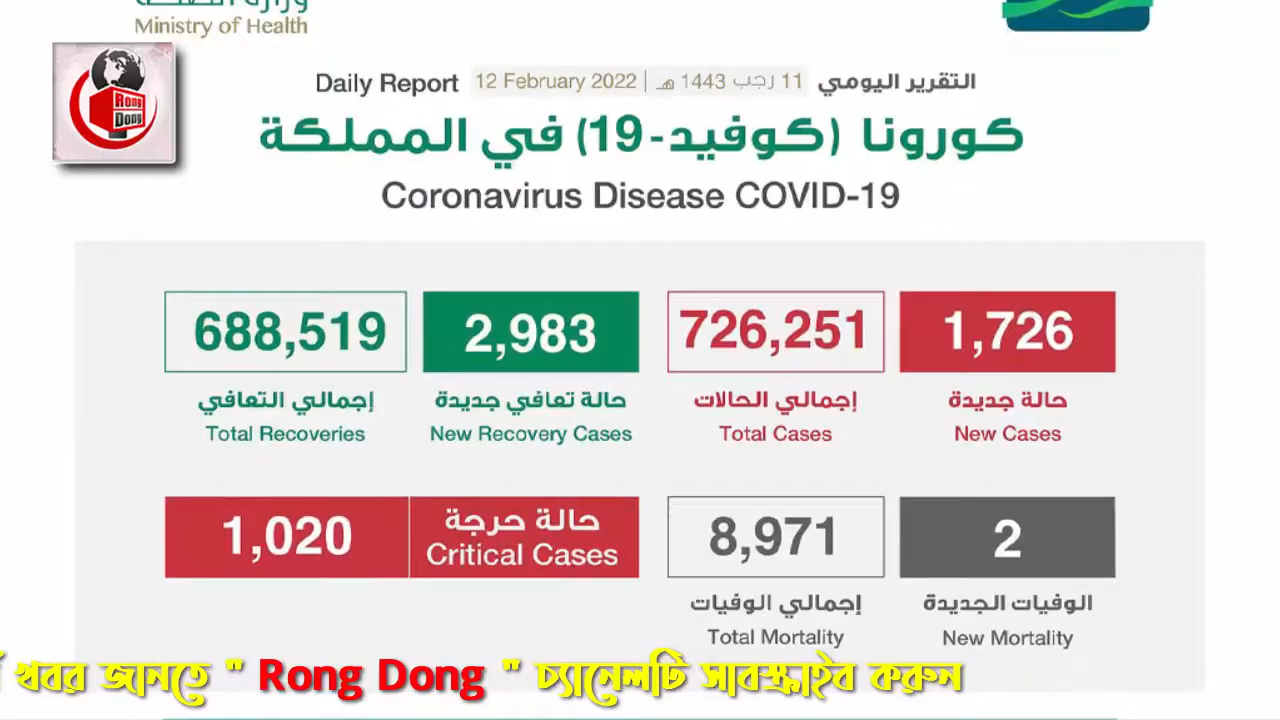 Ministry of Health
Rong
Dong
Daily Report 12 February 2022 | 11 رجب 1443 هـ التقرير اليومي
كورونا (كوفيد-19) في المملكة
Coronavirus Disease COVID-19
688,519 2,983 726,251 1,726
إجمالي التعافي حالة تعافي جديدة إجمالي الحالات حالة جديدة
Total Recoveries New Recovery Cases Total Cases New Cases
1,020 حالة حرجة 8,971 2
Critical Cases
إجمالي الوفيات الوفيات الجديدة
Total Mortality New Mortality
খবর জানতে " Rong Dong " চ্যানেলটি সাবস্ক্রাইব করুন